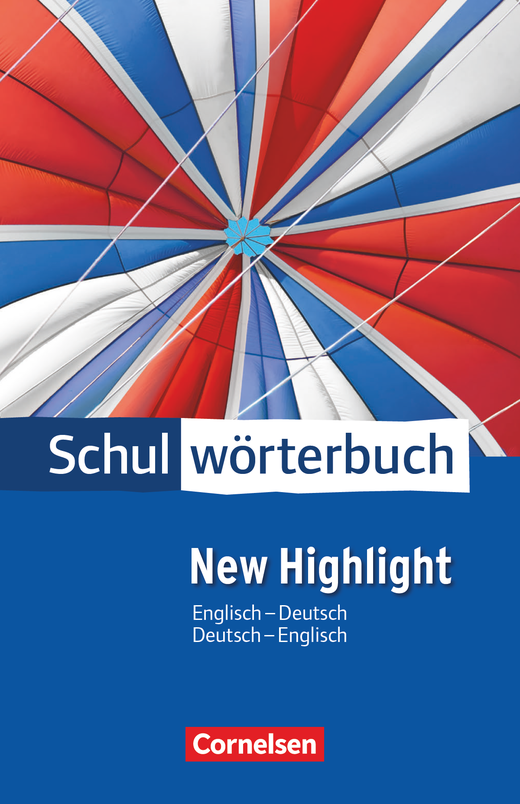 Schulwörterbuch
New Highlight
Englisch – Deutsch
Deutsch – Englisch
Cornelsen